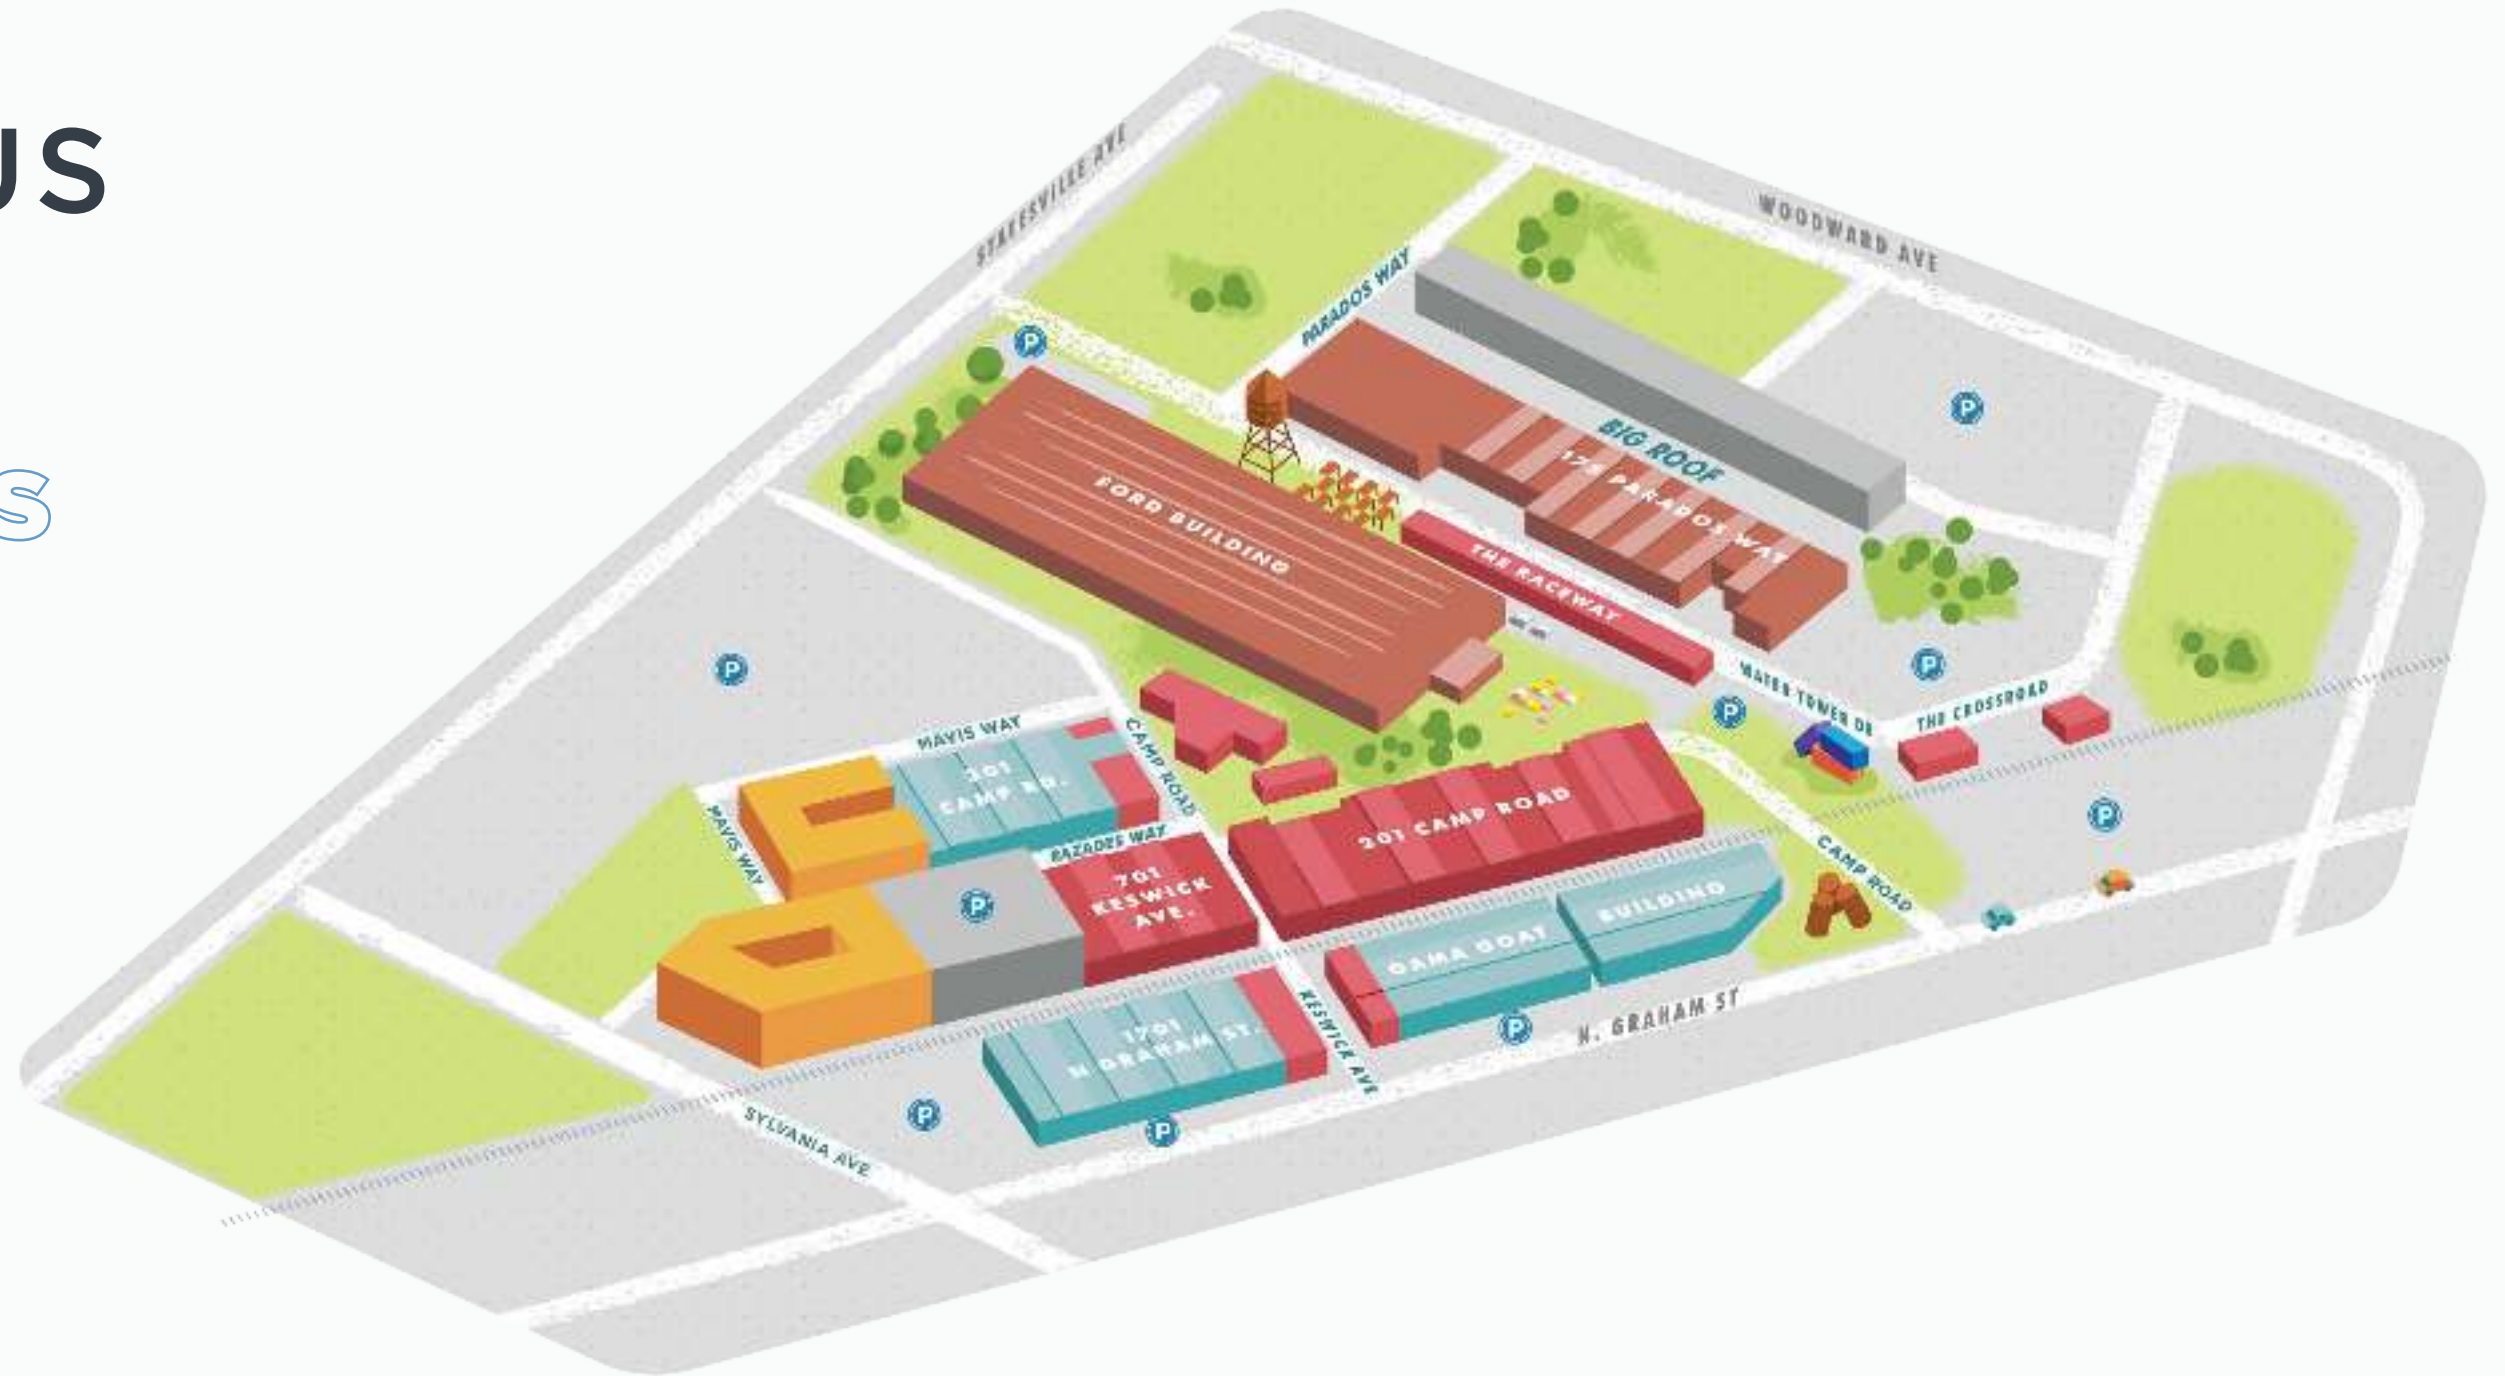 US
S
STATESVILLE AVE
WOODWARD AVE
PARADOS WAY
P
P
BIG ROOF
175 PARADOS WAY
FORD BUILDING
THE RACEWAY
P
P
WATER TOWER DR
THE CROSSROAD
P
MAVIS WAY
CAMP ROAD
301
CAMP RD.
201 CAMP ROAD
MAVIS WAY
P
CAMP ROAD
701
KESWICK
AVE.
P
GAMA GOAT
BUILDING
KESWICK AVE
N. GRAHAM ST
P
1701
N GRAHAM ST.
P
P
SYLVANIA AVE